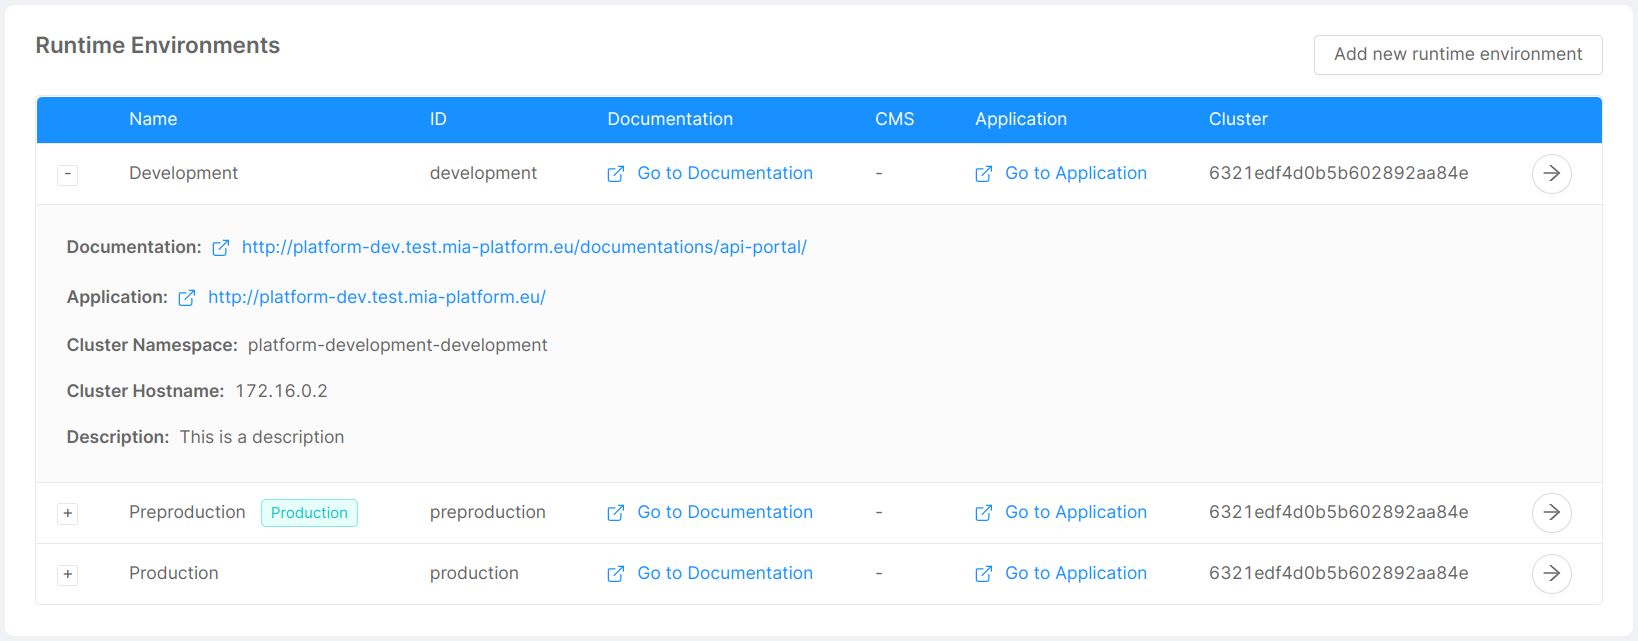 Runtime Environments
Add new runtime environment
Name ID Documentation CMS Application Cluster
- Development development Go to Documentation - Go to Application 6321edf4d0b5b602892aa84e
Documentation: http://platform-dev.test.mia-platform.eu/documentations/api-portal/
Application: http://platform-dev.test.mia-platform.eu/
Cluster Namespace: platform-development-development
Cluster Hostname: 172.16.0.2
Description: This is a description
+ Preproduction Production preproduction Go to Documentation - Go to Application 6321edf4d0b5b602892aa84e
+ Production production Go to Documentation - Go to Application 6321edf4d0b5b602892aa84e